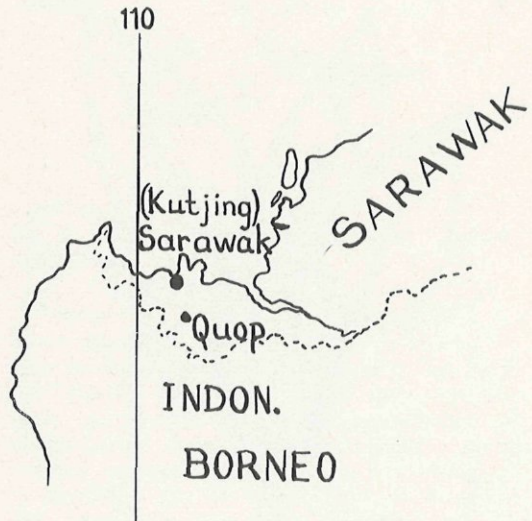 110
SARAWAK
(Kutjing)
Sarawak
Quop
INDON.
BORNEO